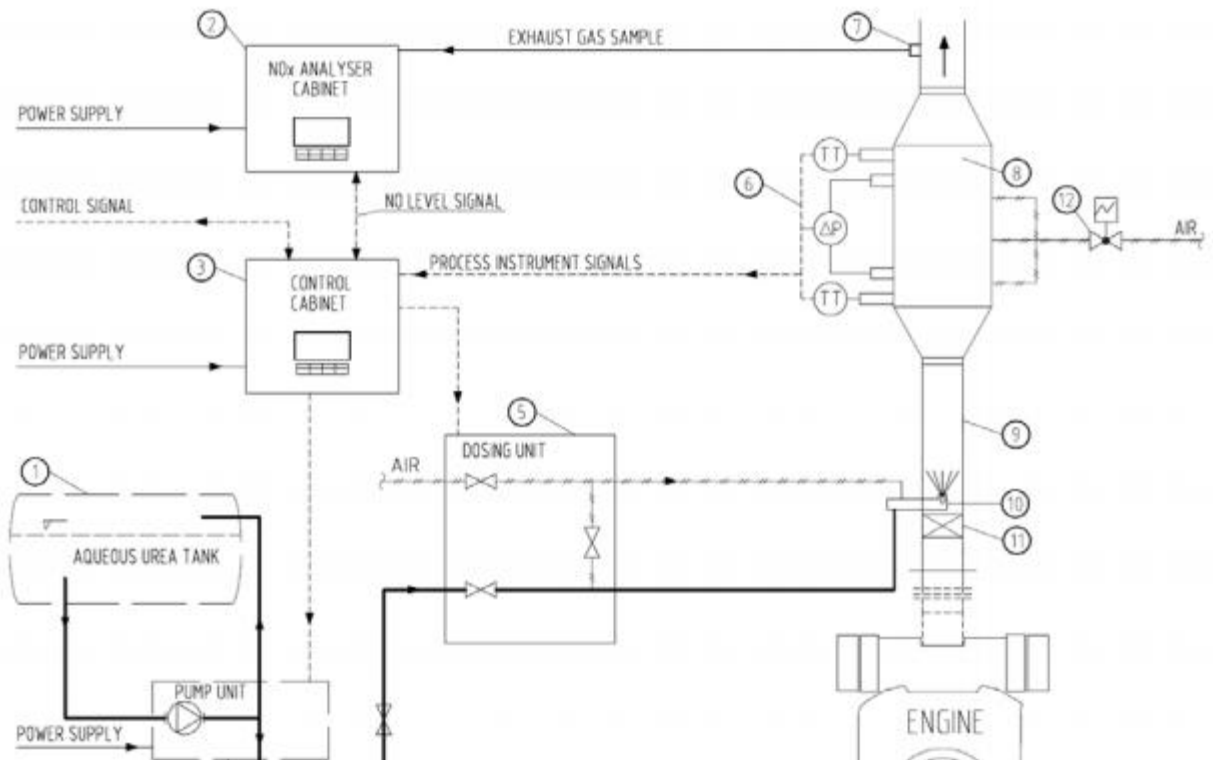 2
EXHAUST GAS SAMPLE
7
NOx ANALYSER
CABINET
POWER SUPPLY
TT
6
8
12
CONTROL SIGNAL
NO LEVEL SIGNAL
ΔP
AIR
3
PROCESS INSTRUMENT SIGNALS
CONTROL
CABINET
TT
POWER SUPPLY
5
9
DOSING UNIT
1
AIR
10
11
AQUEOUS UREA TANK
PUMP UNIT
ENGINE
POWER SUPPLY